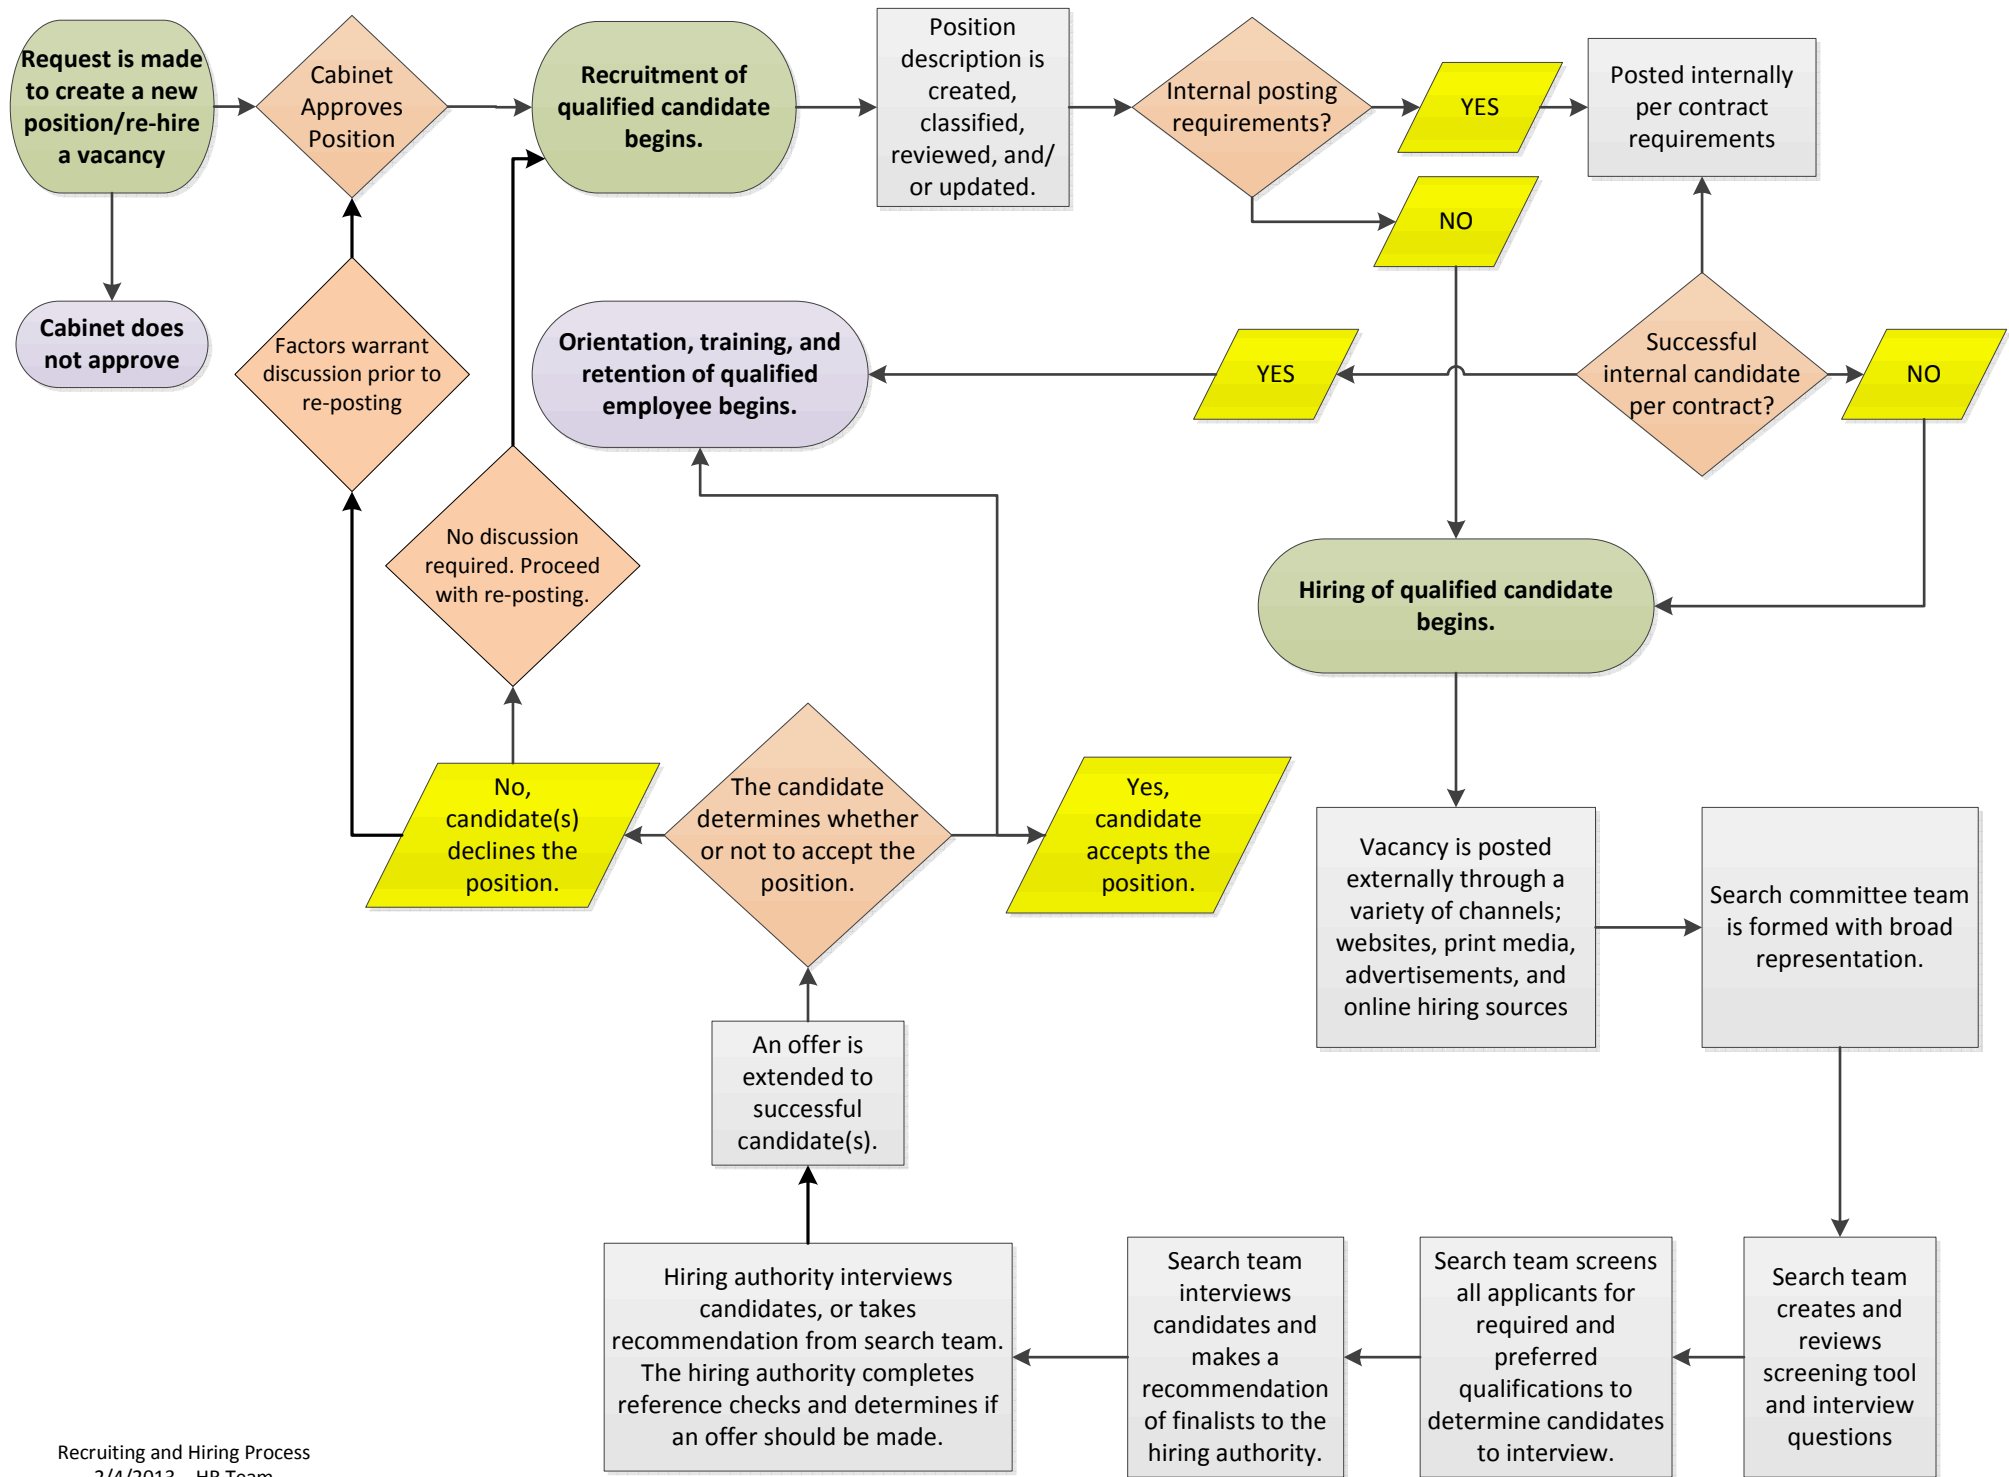 Request is made
to create a new
position/re-hire
a vacancy
Cabinet
Approves
Position
Recruitment of
qualified candidate
begins.
Position
description is
created,
classified,
reviewed, and/
or updated.
Internal posting
requirements?
YES
Posted internally
per contract
requirements
NO
Cabinet does
not approve
Factors warrant
discussion prior to
re-posting
Orientation, training, and
retention of qualified
employee begins.
YES
Successful
internal candidate
per contract?
NO
No discussion
required. Proceed
with re-posting.
Hiring of qualified candidate
begins.
No,
candidate(s)
declines the
position.
The candidate
determines whether
or not to accept the
position.
Yes,
candidate
accepts the
position.
Vacancy is posted
externally through a
variety of channels;
websites, print media,
advertisements, and
online hiring sources
Search committee team
is formed with broad
representation.
An offer is
extended to
successful
candidate(s).
Hiring authority interviews
candidates, or takes
recommendation from search team.
The hiring authority completes
reference checks and determines if
an offer should be made.
Search team
interviews
candidates and
makes a
recommendation
of finalists to the
hiring authority.
Search team screens
all applicants for
required and
preferred
qualifications to
determine candidates
to interview.
Search team
creates and
reviews
screening tool
and interview
questions
Recruiting and Hiring Process
2/4/2013 HR Team